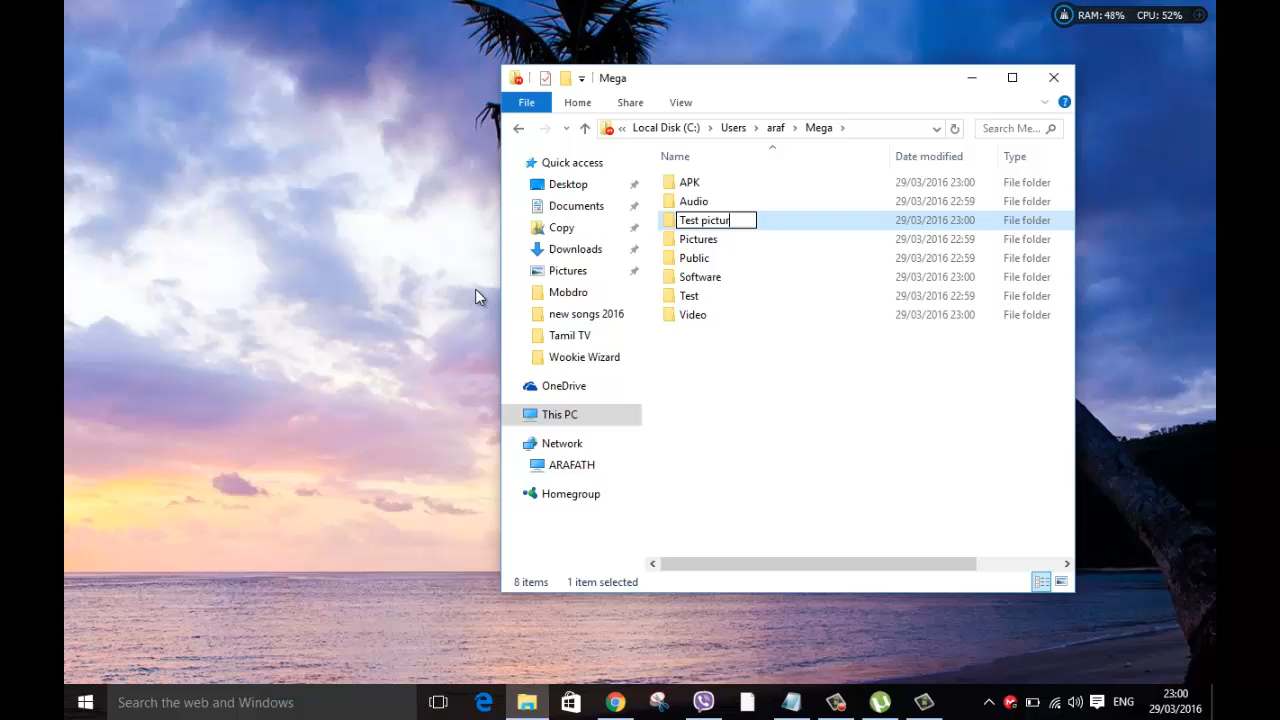 RAM: 48% CPU: 52%
Mega
File Home Share View
« Local Disk (C:) Users araf Mega Search Me...
Name Date modified Type
Quick access
Desktop
Documents
Copy
Downloads
Pictures
Mobdro
new songs 2016
Tamil TV
Wookie Wizard
OneDrive
This PC
Network
ARAFATH
Homegroup
APK 29/03/2016 23:00 File folder
Audio 29/03/2016 22:59 File folder
Test pictur 29/03/2016 23:00 File folder
Pictures 29/03/2016 22:59 File folder
Public 29/03/2016 22:59 File folder
Software 29/03/2016 23:00 File folder
Test 29/03/2016 22:59 File folder
Video 29/03/2016 23:00 File folder
8 items 1 item selected
Search the web and Windows
ENG
23:00
29/03/2016